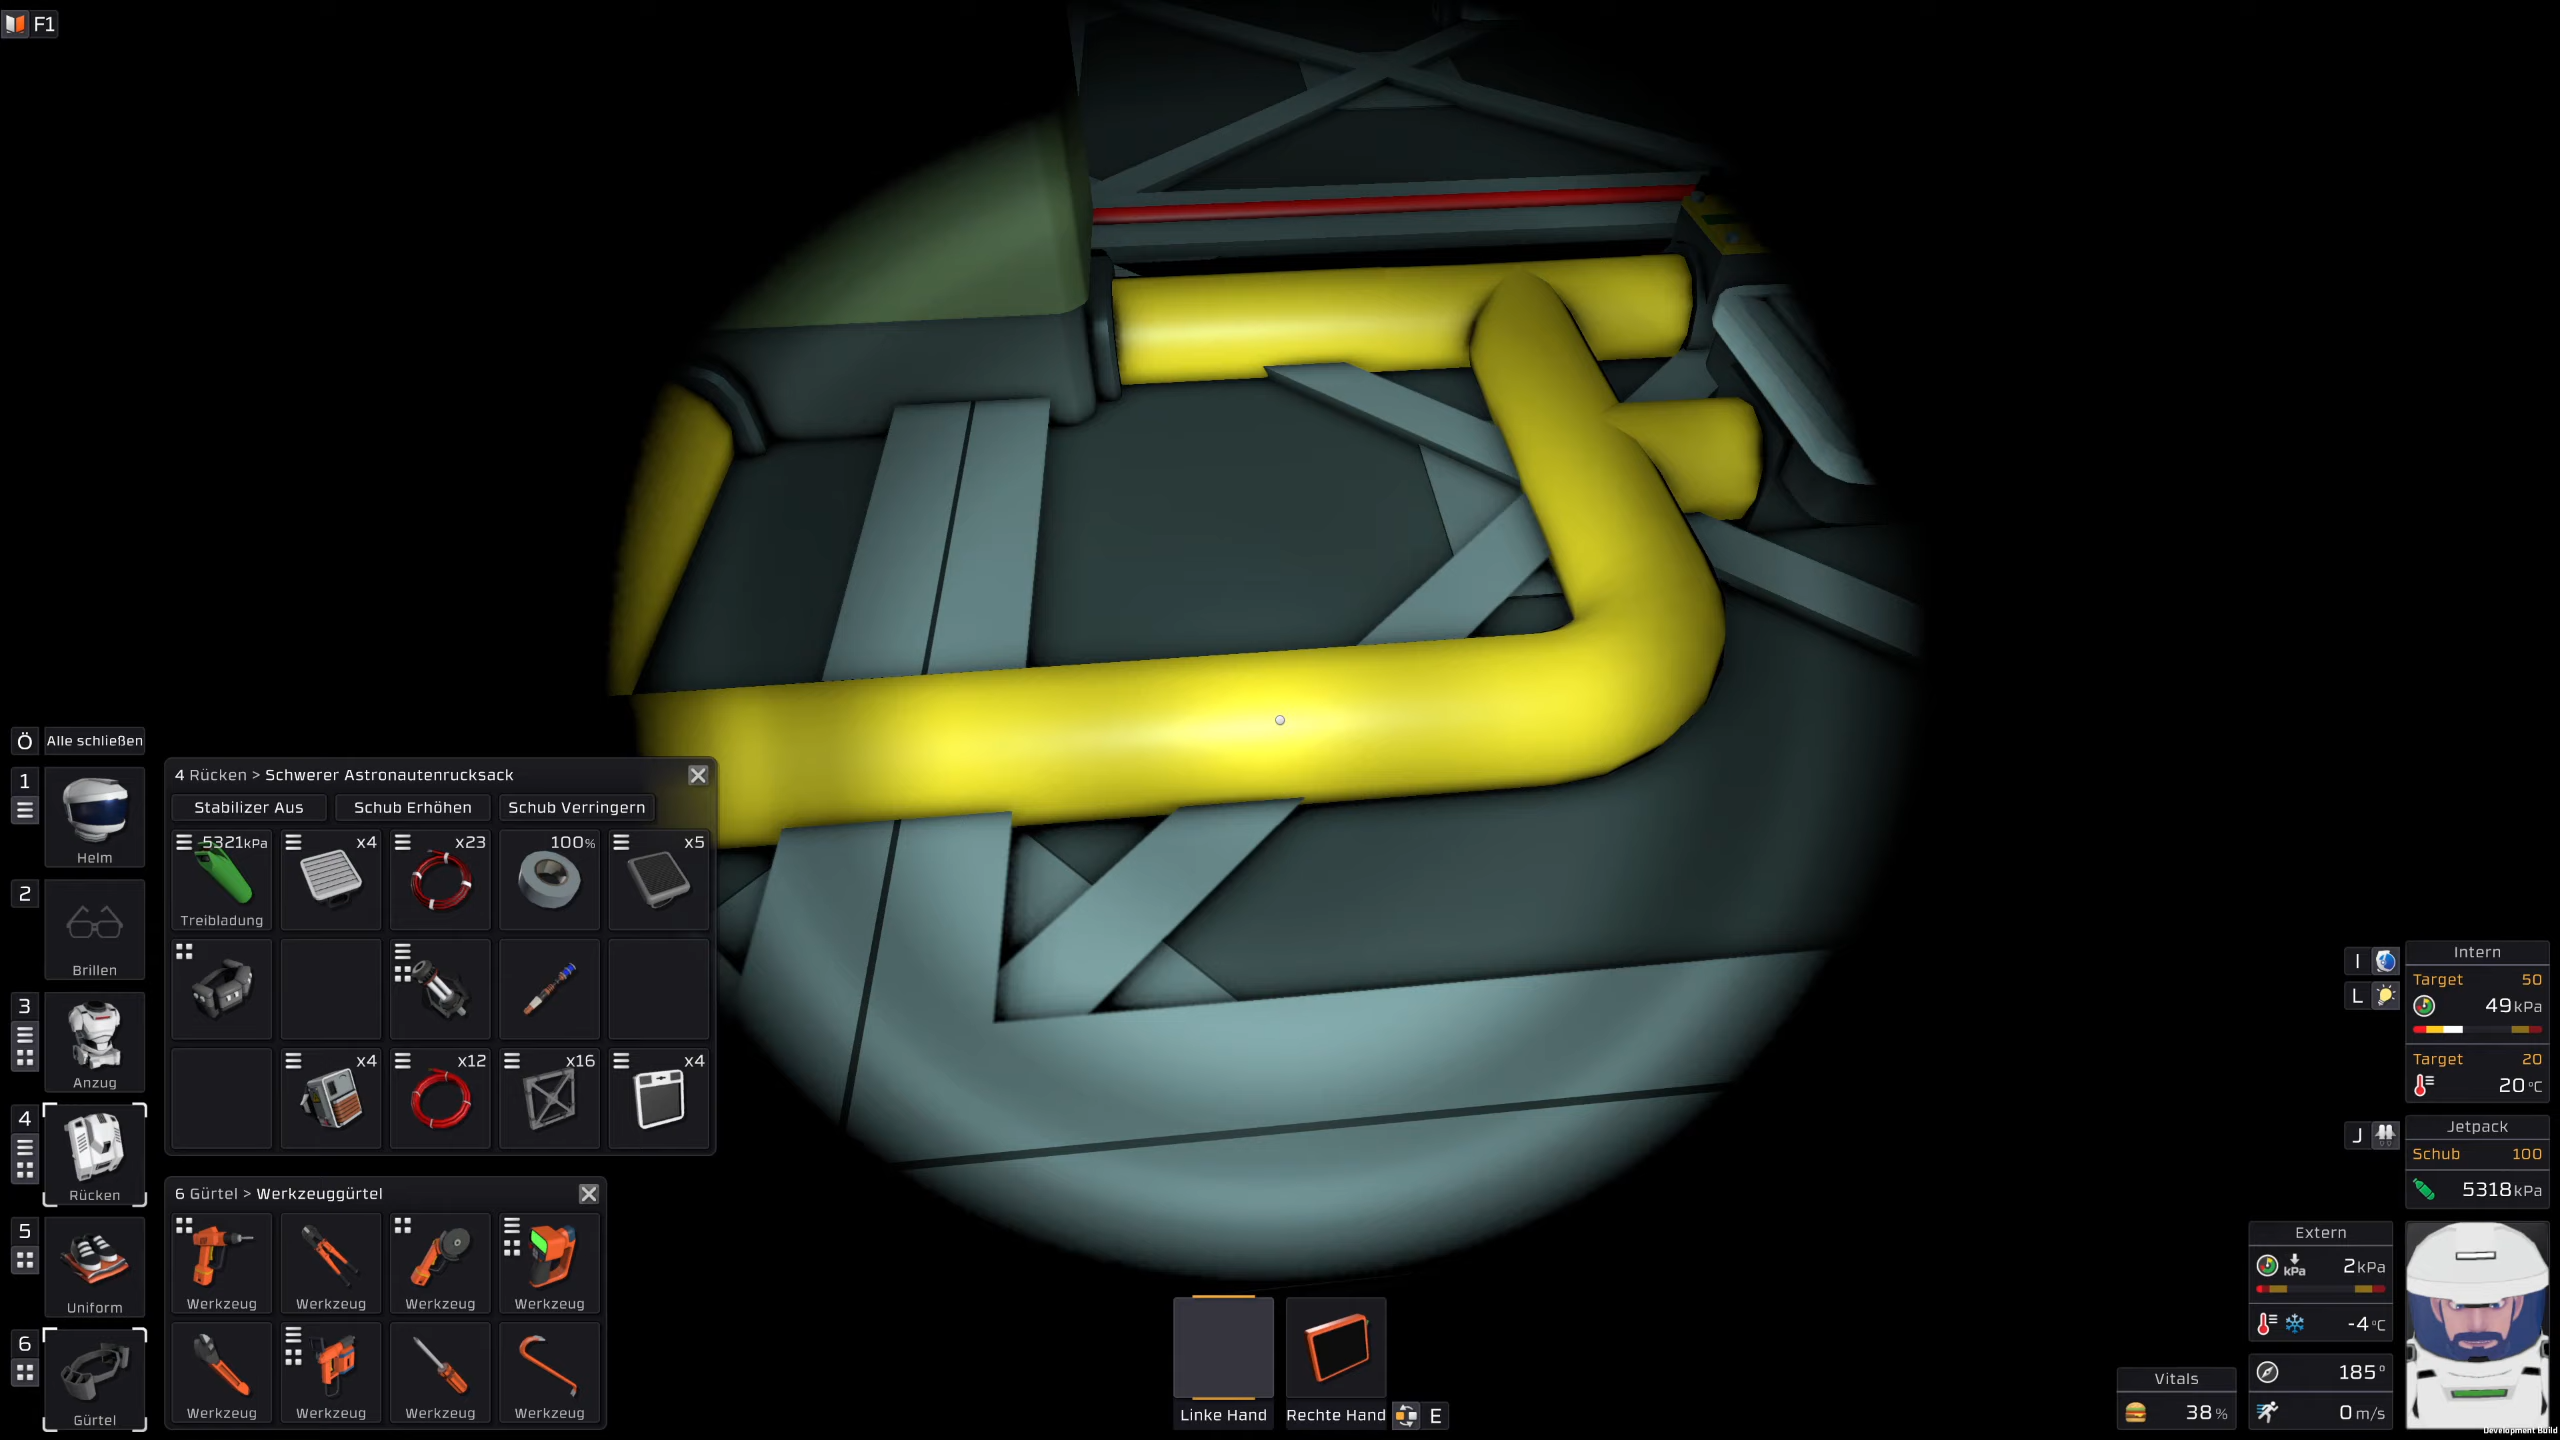 F1
Ö Alle schließen
1
Helm
2
Brillen
3
Anzug
4
Rücken
5
Uniform
6
Gürtel
4 Rücken > Schwerer Astronautenrucksack
Stabilizer Aus Schub Erhöhen Schub Verringern
5321kPa x4 x23 100% x5
Treibladung
x4 x12 x16 x4
6 Gürtel > Werkzeuggürtel
Werkzeug Werkzeug Werkzeug Werkzeug
Werkzeug Werkzeug Werkzeug Werkzeug
Linke Hand Rechte Hand E
I
L
Intern
Target 50
49kPa
Target 20
20°C
J
Jetpack
Schub 100
5318kPa
Extern
kPa 2kPa
-4°C
185°
0m/s
Vitals
38%
Development Build